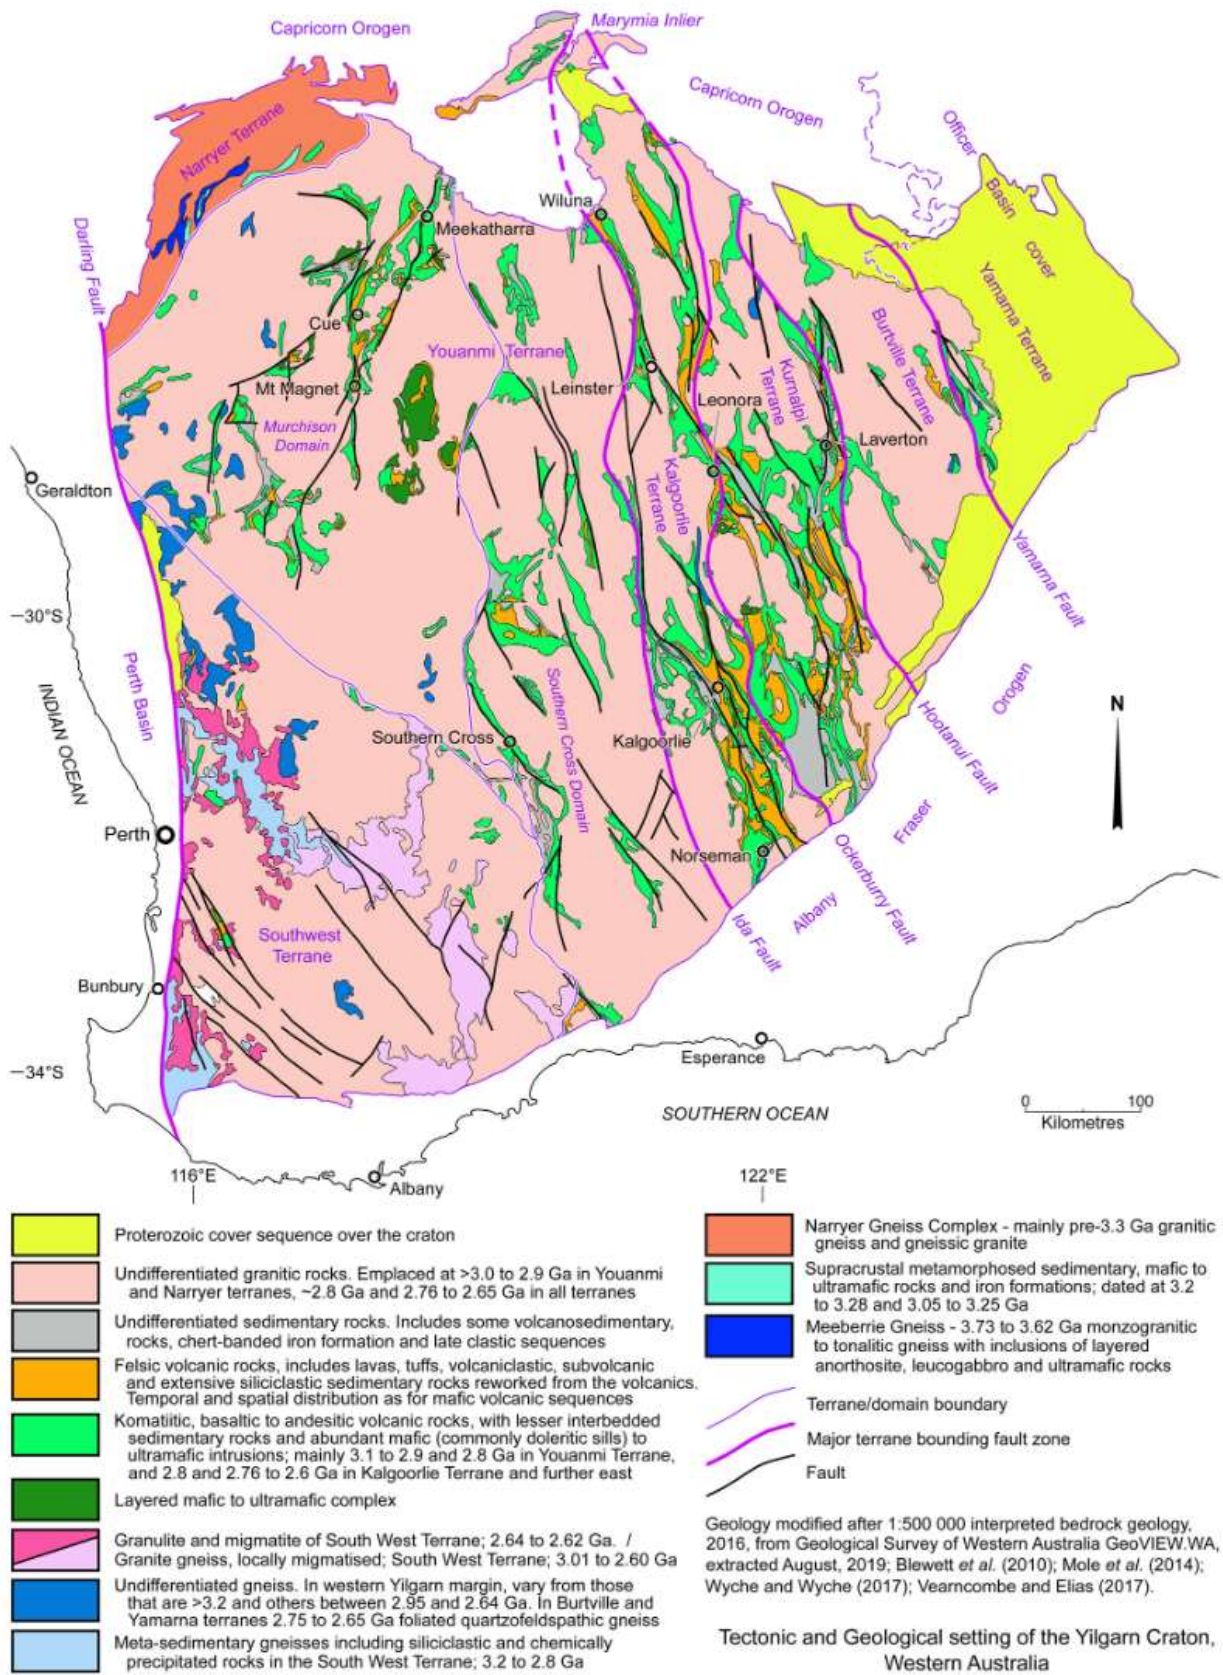 Capricorn Orogen
Marymia Inlier
Capricorn Orogen
Officer
Basin
cover
Narryer Terrane
Yamarna Terrane
Wiluna
Meekatharra
Darling Fault
Cue
Youanmi Terrane
Burtville Terrane
Kurnalpi
Terrane
Mt Magnet
Leinster
Leonora
Murchison
Domain
Laverton
Kalgoorlie
Terrane
Geraldton
Yamarna Fault
30°S
Perth Basin
INDIAN OCEAN
Southern Cross Domain
Orogen
Hootanui Fault
N
Southern Cross
Kalgoorlie
Perth
Fraser
Norseman
Ockerburry Fault
Albany
Ida Fault
Southwest
Terrane
Bunbury
Esperance
34°S
SOUTHERN OCEAN
0 100
Kilometres
116°E
122°E
Albany
Proterozoic cover sequence over the craton
Undifferentiated granitic rocks. Emplaced at >3.0 to 2.9 Ga in Youanmi
and Narryer terranes, ~2.8 Ga and 2.76 to 2.65 Ga in all terranes
Undifferentiated sedimentary rocks. Includes some volcanosedimentary,
rocks, chert-banded iron formation and late clastic sequences
Felsic volcanic rocks, includes lavas, tuffs, volcaniclastic, subvolcanic
and extensive siliciclastic sedimentary rocks reworked from the volcanics.
Temporal and spatial distribution as for mafic volcanic sequences
Komatiitic, basaltic to andesitic volcanic rocks, with lesser interbedded
sedimentary rocks and abundant mafic (commonly doleritic sills) to
ultramafic intrusions; mainly 3.1 to 2.9 and 2.8 Ga in Youanmi Terrane,
and 2.8 and 2.76 to 2.6 Ga in Kalgoorlie Terrane and further east
Layered mafic to ultramafic complex
Granulite and migmatite of South West Terrane; 2.64 to 2.62 Ga. /
Granite gneiss, locally migmatised; South West Terrane; 3.01 to 2.60 Ga
Undifferentiated gneiss. In western Yilgarn margin, vary from those
that are >3.2 and others between 2.95 and 2.64 Ga. In Burtville and
Yamarna terranes 2.75 to 2.65 Ga foliated quartzofeldspathic gneiss
Meta-sedimentary gneisses including siliciclastic and chemically
precipitated rocks in the South West Terrane; 3.2 to 2.8 Ga
Narryer Gneiss Complex - mainly pre-3.3 Ga granitic
gneiss and gneissic granite
Supracrustal metamorphosed sedimentary, mafic to
ultramafic rocks and iron formations; dated at 3.2
to 3.28 and 3.05 to 3.25 Ga
Meeberrie Gneiss - 3.73 to 3.62 Ga monzogranitic
to tonalitic gneiss with inclusions of layered
anorthosite, leucogabbro and ultramafic rocks
Terrane/domain boundary
Major terrane bounding fault zone
Fault
Geology modified after 1:500 000 interpreted bedrock geology,
2016, from Geological Survey of Western Australia GeoVIEW.WA,
extracted August, 2019; Blewett et al. (2010); Mole et al. (2014);
Wyche and Wyche (2017); Vearncombe and Elias (2017).
Tectonic and Geological setting of the Yilgarn Craton,
Western Australia